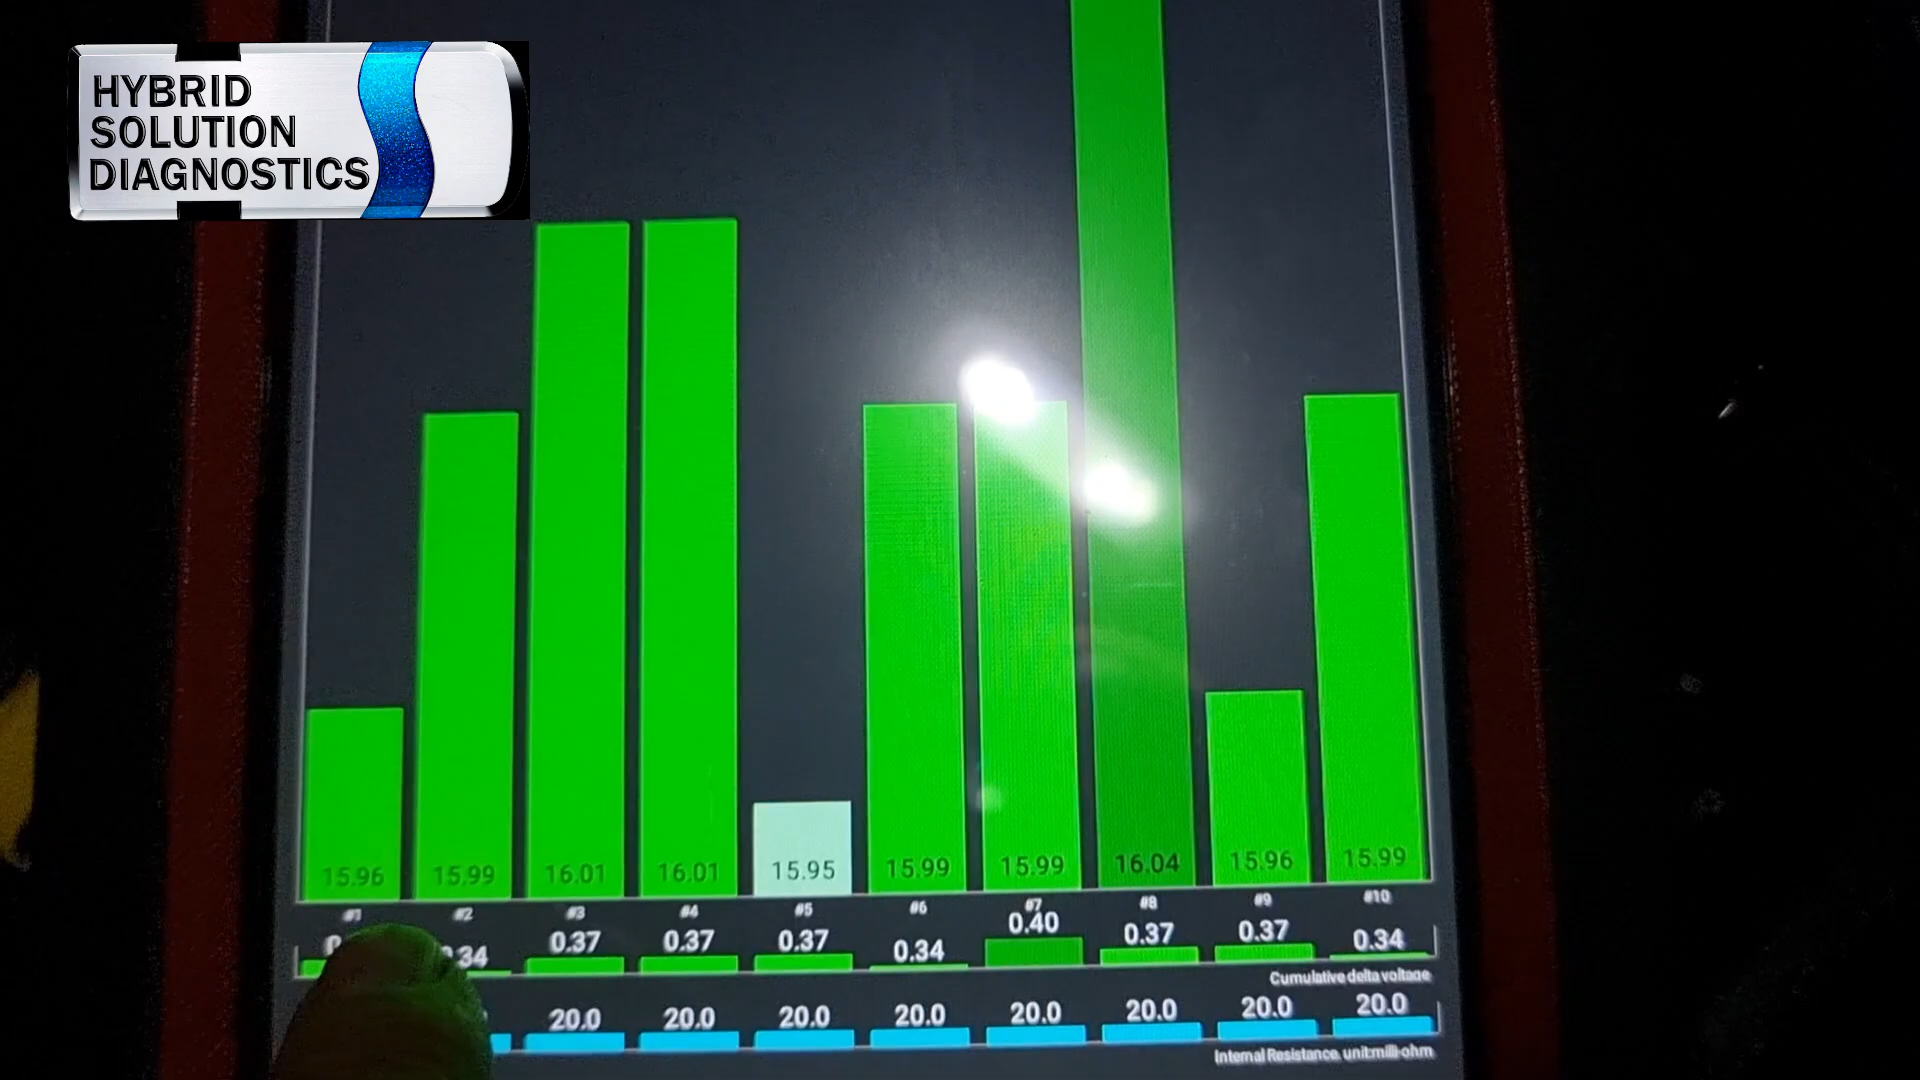 HYBRID
SOLUTION
DIAGNOSTICS
15.96 15.99 16.01 16.01 15.95 15.99 15.99 16.04 15.96 15.99
#1 #2 #3 #4 #5 #6 #7 #8 #9 #10
0.37 0.37 0.37 0.34 0.40 0.37 0.37 0.34
Cumulative delta voltage
20.0 20.0 20.0 20.0 20.0 20.0 20.0 20.0
Internal Resistance, unit:milli-ohm